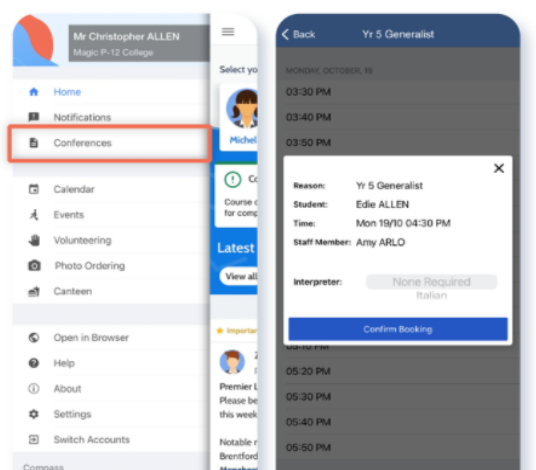 Mr Christopher ALLEN
Magic P-12 College
Home
Notifications
Conferences
Calendar
Events
Volunteering
Photo Ordering
Canteen
Open in Browser
Help
About
Settings
Switch Accounts
Compass
Select yo
Michel
Co
Course c
for comp
Latest
View all
Importan
Premier L
Please be
this week
Notable r
Brentford
Back
Yr 5 Generalist
MONDAY, OCTOBER, 19
03:30 PM
03:40 PM
03:50 PM
Reason: Yr 5 Generalist
Student: Edie ALLEN
Time: Mon 19/10 04:30 PM
Staff Member: Amy ARLO
Interpreter: None Required
Italian
Confirm Booking
05:10 PM
05:20 PM
05:30 PM
05:40 PM
05:50 PM